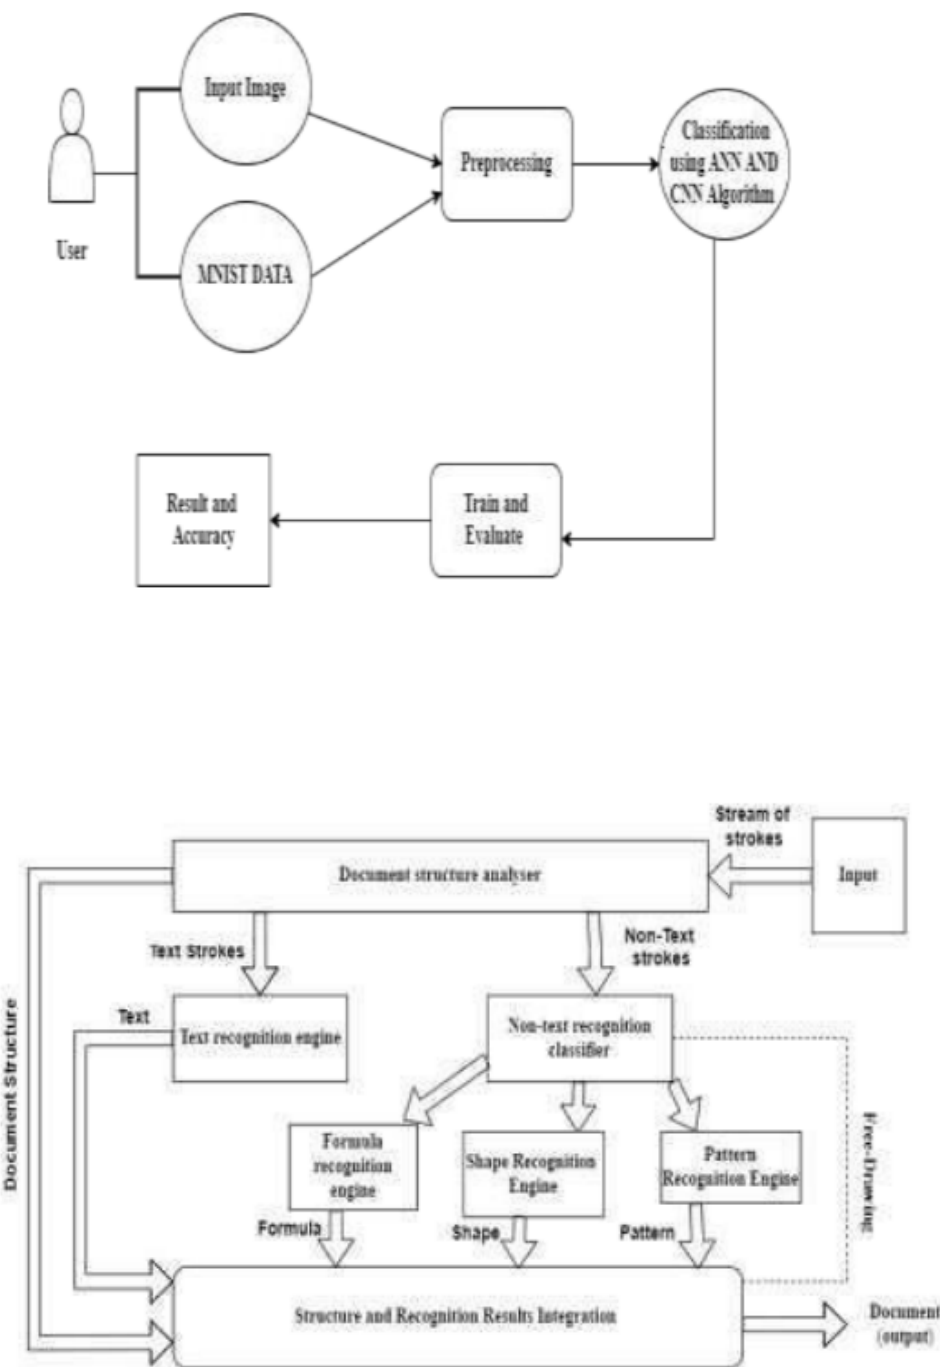 Input Image
Preprocessing
Classification
using ANN AND
CNN Algorithm
User
MNIST DATA
Result and
Accuracy
Train and
Evaluate
Stream of
strokes
Document structure analyser
Input
Text Strokes
Non-Text
strokes
Document Structure
Text
Text recognition engine
Non-text recognition
classifier
Free-Drawing
Formula
recognition
engine
Shape Recognition
Engine
Pattern
Recognition Engine
Formula
Shape
Pattern
Structure and Recognition Results Integration
Document
(output)